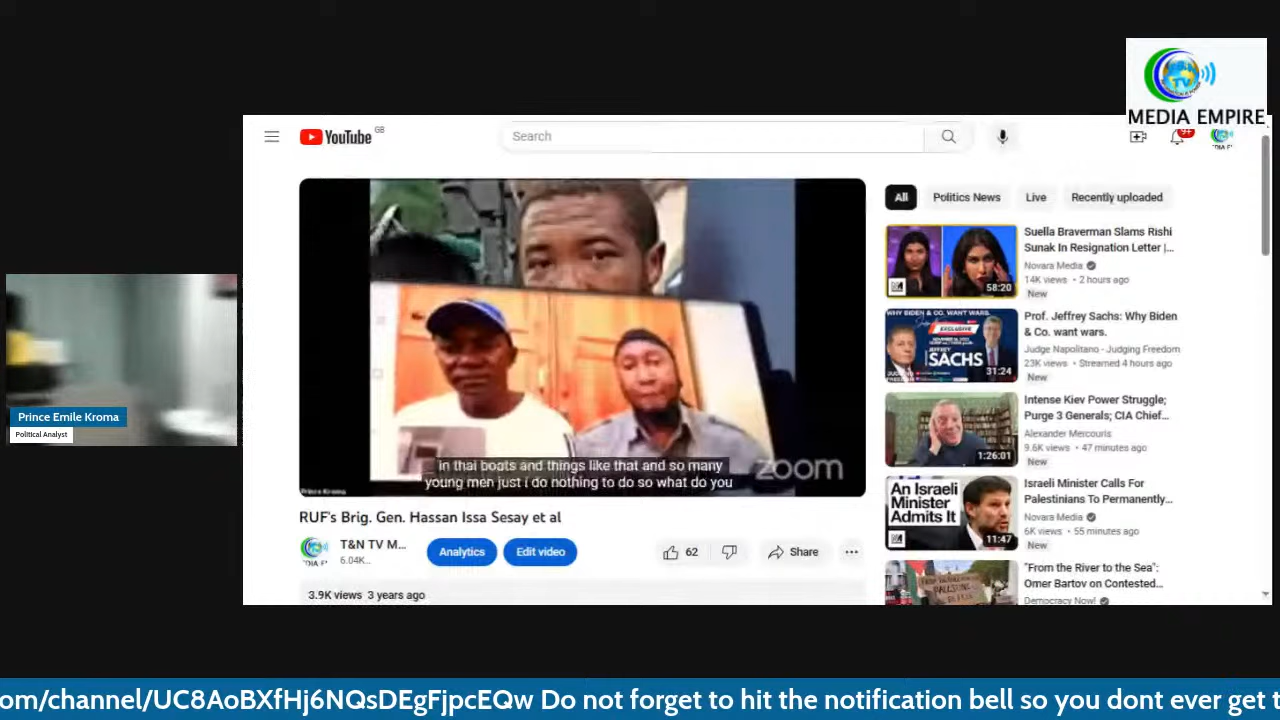 MEDIA EMPIRE
YouTube GB
Search
9+
All
Politics News
Live
Recently uploaded
in thai boats and things like that and so many
young men just i do nothing to do so what do you
zoom
RUF's Brig. Gen. Hassan Issa Sesay et al
T&N TV M...
6.04K...
Analytics
Edit video
62
Share
3.9K views 3 years ago
Suella Braverman Slams Rishi
Sunak In Resignation Letter |...
Novara Media
14K views • 2 hours ago
New
58:20
WHY BIDEN & CO. WANT WARS.
EXCLUSIVE
SACHS
31:24
Prof. Jeffrey Sachs: Why Biden
& Co. want wars.
Judge Napolitano - Judging Freedom
23K views • Streamed 4 hours ago
New
1:26:01
Intense Kiev Power Struggle;
Purge 3 Generals; CIA Chief...
Alexander Mercouris
9.6K views • 47 minutes ago
New
An Israeli
Minister
Admits It
11:47
Israeli Minister Calls For
Palestinians To Permanently...
Novara Media
6K views • 55 minutes ago
New
"From the River to the Sea":
Omer Bartov on Contested...
Democracy Now!
Prince Emile Kroma
Political Analyst
om/channel/UC8AoBXfHj6NQsDEgFjpcEQw Do not forget to hit the notification bell so you dont ever get t